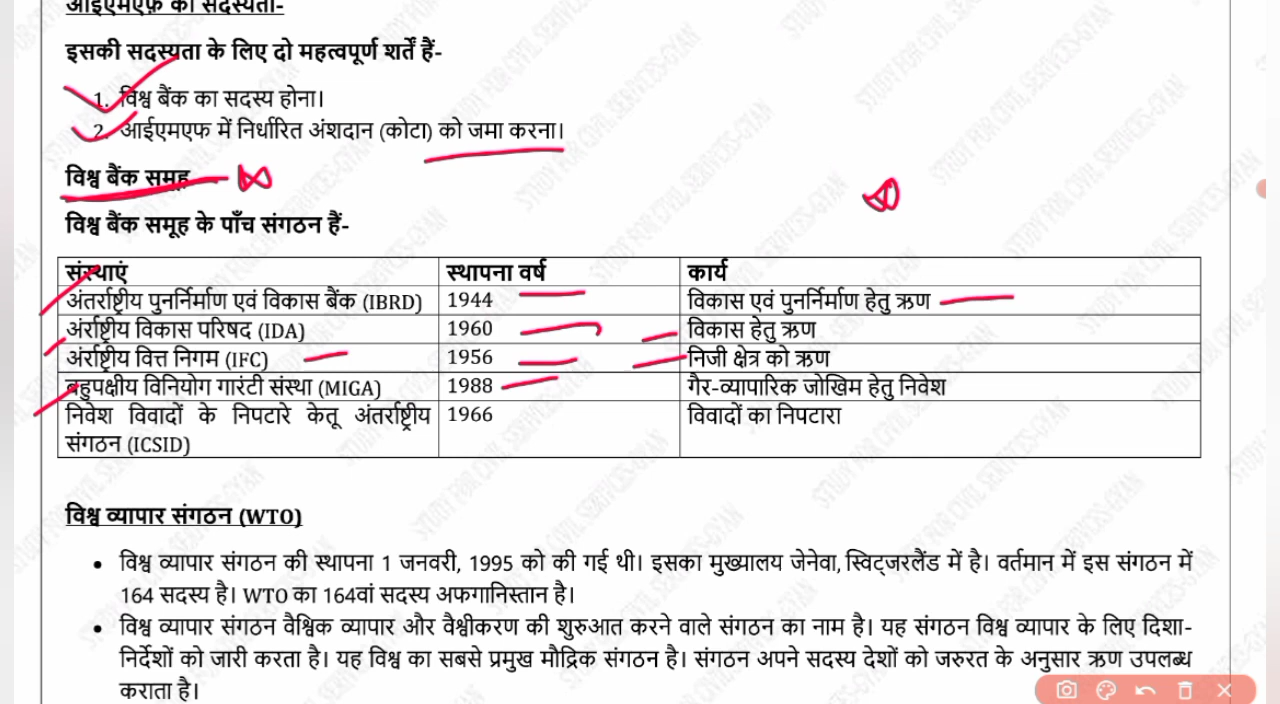 आईएमएफ की सदस्यता-
इसकी सदस्यता के लिए दो महत्वपूर्ण शर्तें हैं-
1. विश्व बैंक का सदस्य होना।
2. आईएमएफ में निर्धारित अंशदान (कोटा) को जमा करना।
विश्व बैंक समूह
विश्व बैंक समूह के पाँच संगठन हैं-
संस्थाएं स्थापना वर्ष कार्य
अंतर्राष्ट्रीय पुनर्निर्माण एवं विकास बैंक (IBRD) 1944 विकास एवं पुनर्निर्माण हेतु ऋण
अंर्राष्ट्रीय विकास परिषद (IDA) 1960 विकास हेतु ऋण
अंर्राष्ट्रीय वित्त निगम (IFC) 1956 निजी क्षेत्र को ऋण
बहुपक्षीय विनियोग गारंटी संस्था (MIGA) 1988 गैर-व्यापारिक जोखिम हेतु निवेश
निवेश विवादों के निपटारे केतू अंतर्राष्ट्रीय 1966 विवादों का निपटारा
संगठन (ICSID)
विश्व व्यापार संगठन (WTO)
• विश्व व्यापार संगठन की स्थापना 1 जनवरी, 1995 को की गई थी। इसका मुख्यालय जेनेवा, स्विट्जरलैंड में है। वर्तमान में इस संगठन में
164 सदस्य है। WTO का 164वां सदस्य अफगानिस्तान है।
• विश्व व्यापार संगठन वैश्विक व्यापार और वैश्वीकरण की शुरुआत करने वाले संगठन का नाम है। यह संगठन विश्व व्यापार के लिए दिशा-
निर्देशों को जारी करता है। यह विश्व का सबसे प्रमुख मौद्रिक संगठन है। संगठन अपने सदस्य देशों को जरुरत के अनुसार ऋण उपलब्ध
कराता है।